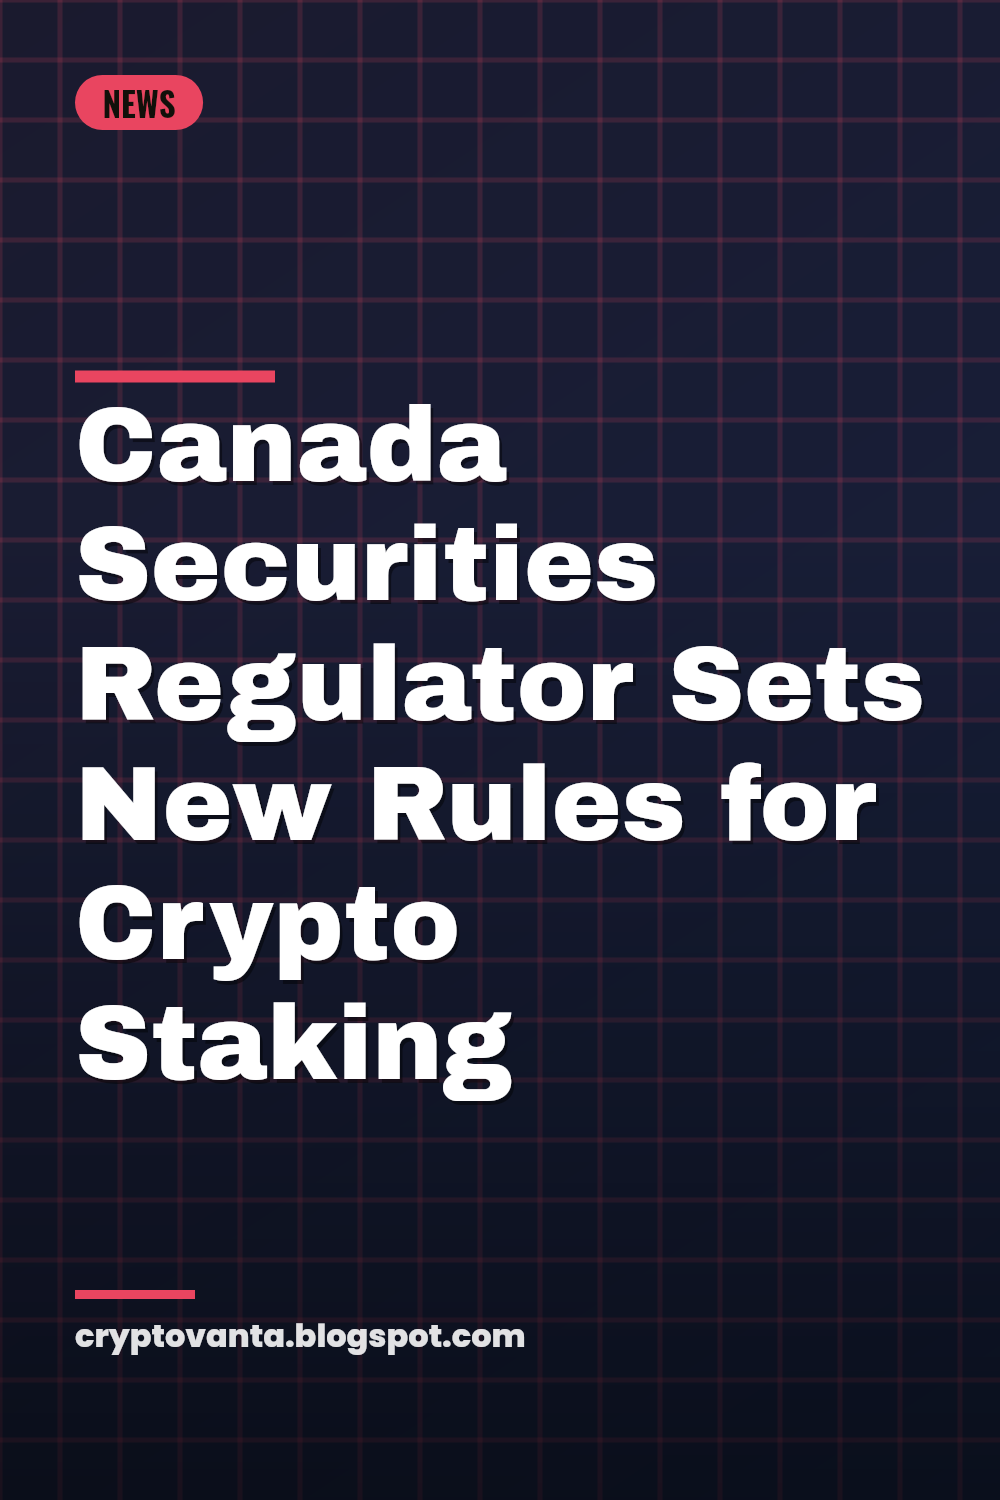 NEWS
Canada
Securities
Regulator Sets
New Rules for
Crypto
Staking
cryptovanta.blogspot.com